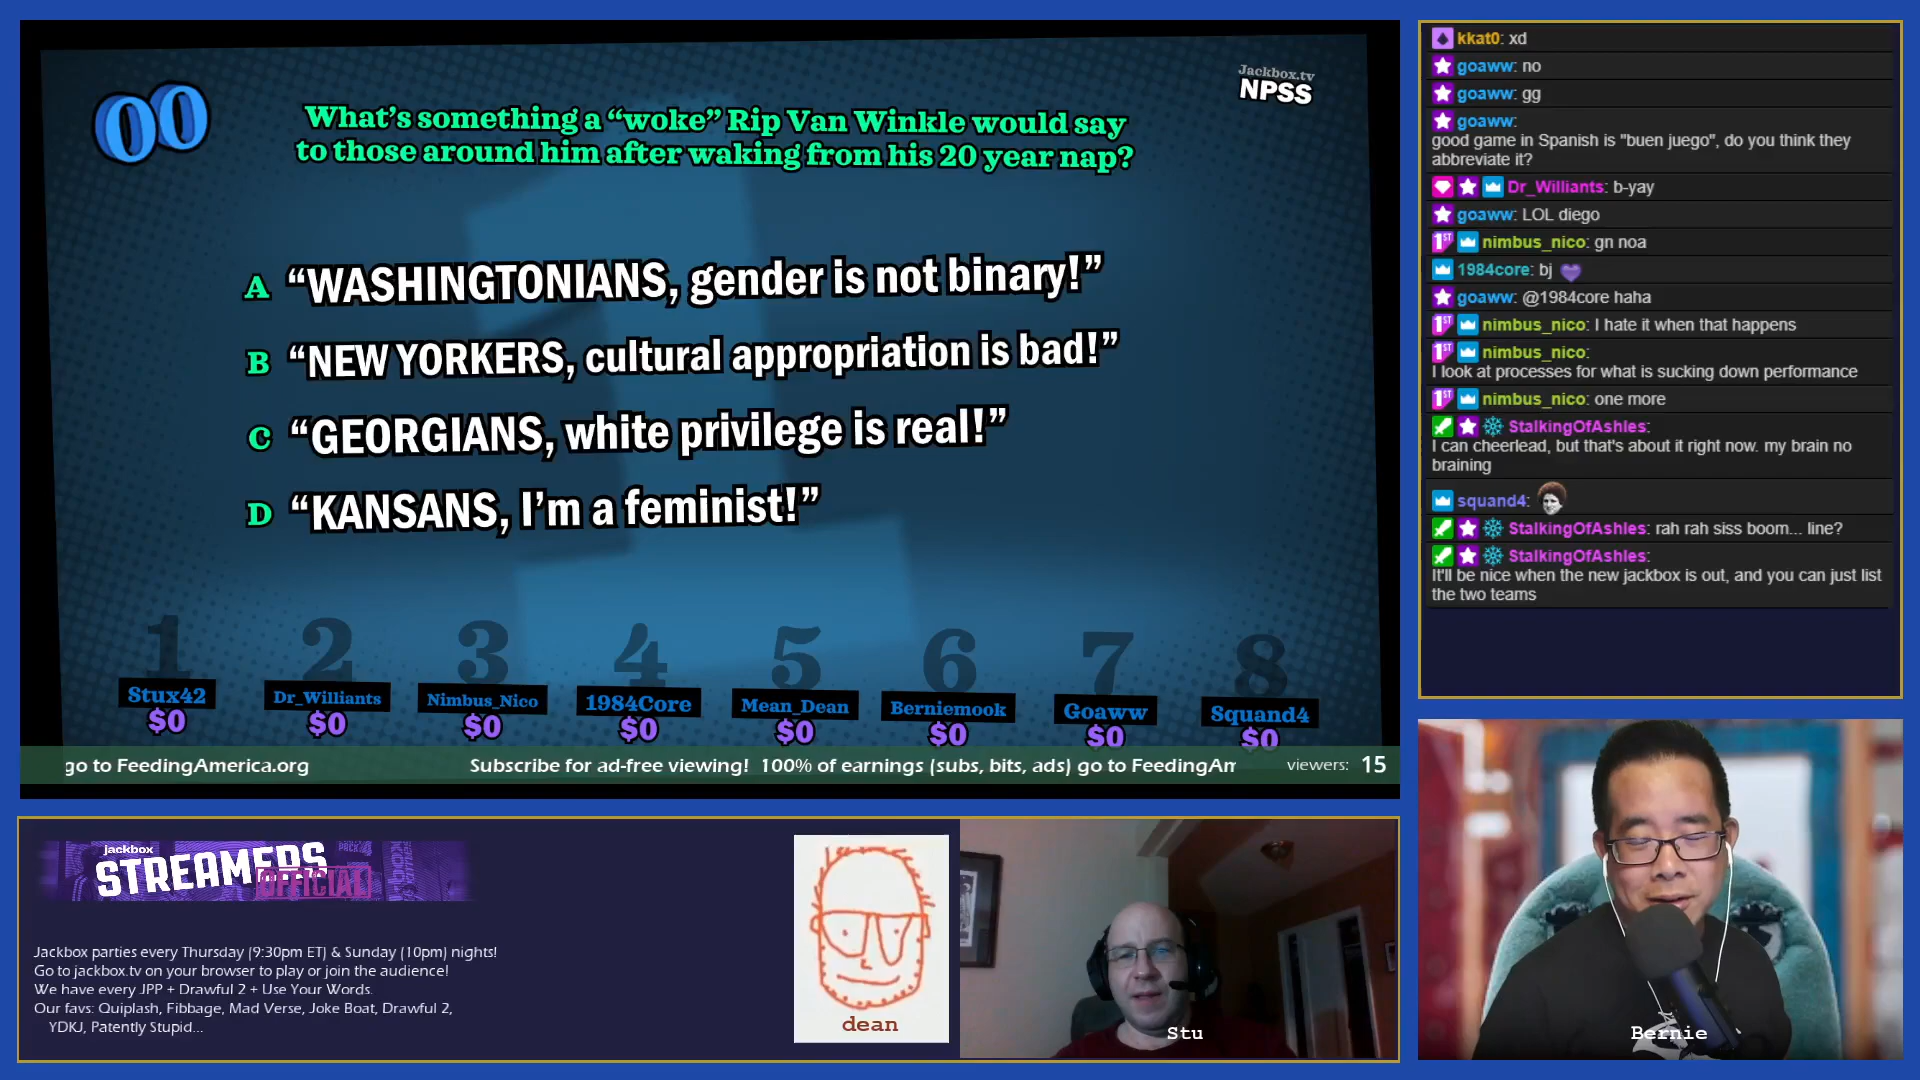 00
Jackbox.tv
NPSS
What's something a “woke” Rip Van Winkle would say
to those around him after waking from his 20 year nap?
A “WASHINGTONIANS, gender is not binary!”
B “NEW YORKERS, cultural appropriation is bad!”
C “GEORGIANS, white privilege is real!”
D “KANSANS, I'm a feminist!”
1 2 3 4 5 6 7 8
Stux42 Dr_Williants Nimbus_Nico 1984Core Mean_Dean Berniemook Goaww Squand4
$0 $0 $0 $0 $0 $0 $0 $0
go to FeedingAmerica.org Subscribe for ad-free viewing! 100% of earnings (subs, bits, ads) go to FeedingAm viewers: 15
kkat0: xd
goaww: no
goaww: gg
goaww:
good game in Spanish is "buen juego", do you think they
abbreviate it?
Dr_Williants: b-yay
goaww: LOL diego
1ST nimbus_nico: gn noa
1984core: bj
goaww: @1984core haha
1ST nimbus_nico: I hate it when that happens
1ST nimbus_nico:
I look at processes for what is sucking down performance
1ST nimbus_nico: one more
StalkingOfAshles:
I can cheerlead, but that's about it right now. my brain no
braining
squand4:
StalkingOfAshles: rah rah siss boom... line?
StalkingOfAshles:
It'll be nice when the new jackbox is out, and you can just list
the two teams
jackbox
STREAMERS
OFFICIAL
Jackbox parties every Thursday (9:30pm ET) & Sunday (10pm) nights!
Go to jackbox.tv on your browser to play or join the audience!
We have every JPP + Drawful 2 + Use Your Words.
Our favs: Quiplash, Fibbage, Mad Verse, Joke Boat, Drawful 2,
YDKJ, Patently Stupid...
dean
Stu
Bernie